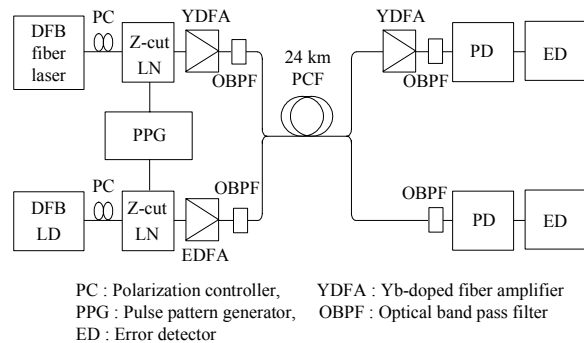 DFB fiber laser
PC
Z-cut LN
YDFA
OBPF
24 km PCF
YDFA
OBPF
PD
ED
PPG
DFB LD
PC
Z-cut LN
EDFA
OBPF
OBPF
PD
ED
PC : Polarization controller, YDFA : Yb-doped fiber amplifier
PPG : Pulse pattern generator, OBPF : Optical band pass filter
ED : Error detector